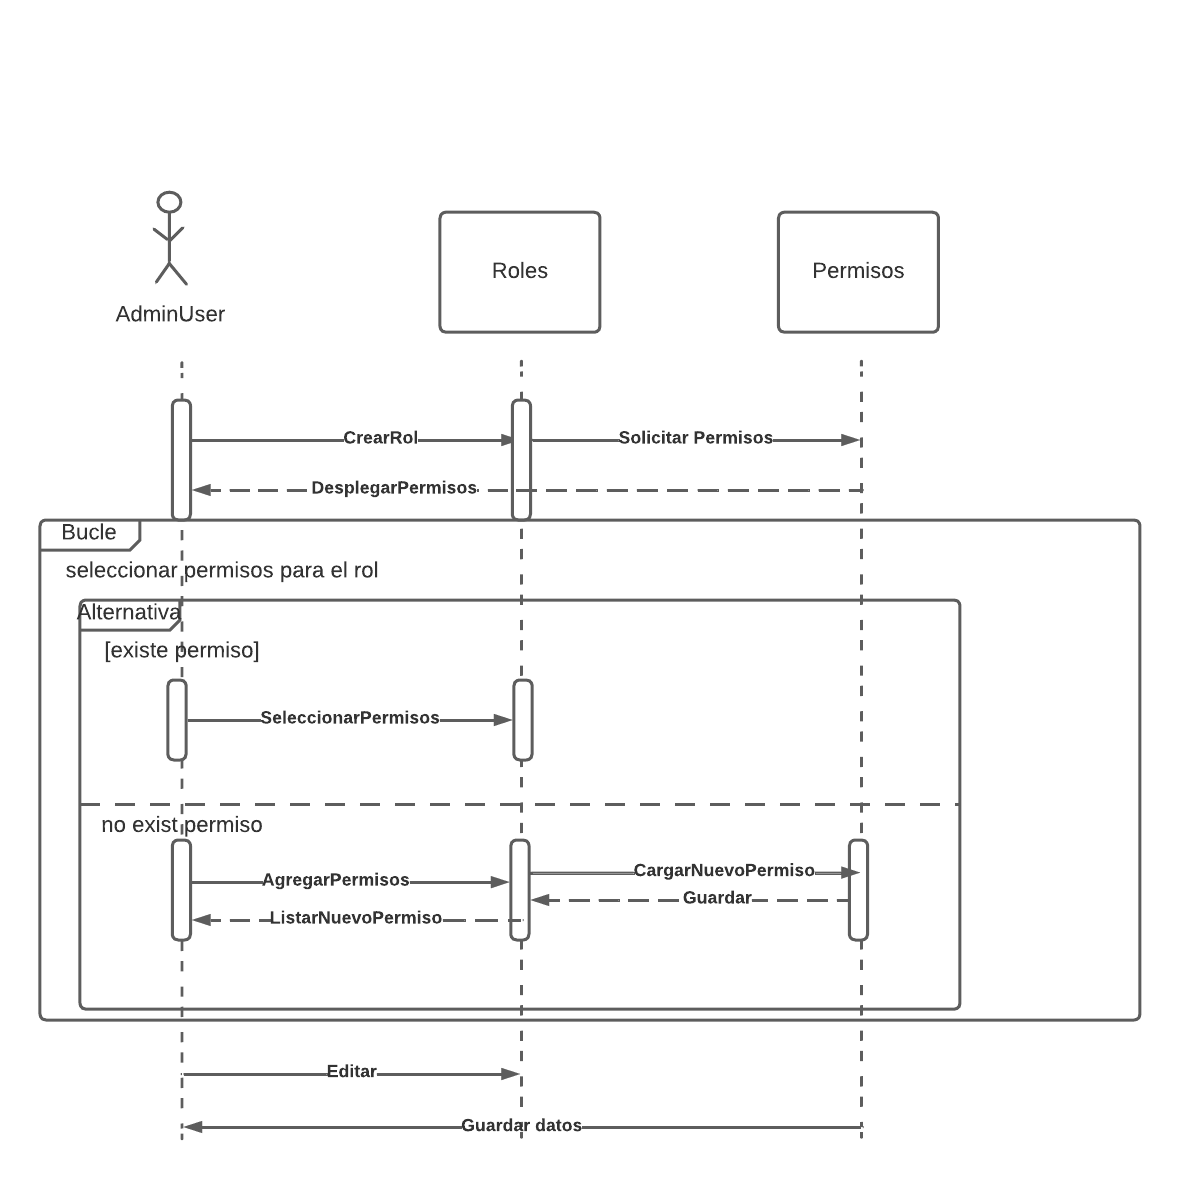 AdminUser
Roles
Permisos
CrearRol
Solicitar Permisos
DesplegarPermisos
Bucle
seleccionar permisos para el rol
Alternativa
[existe permiso]
SeleccionarPermisos
no exist permiso
CargarNuevoPermiso
AgregarPermisos
Guardar
ListarNuevoPermiso
Editar
Guardar datos